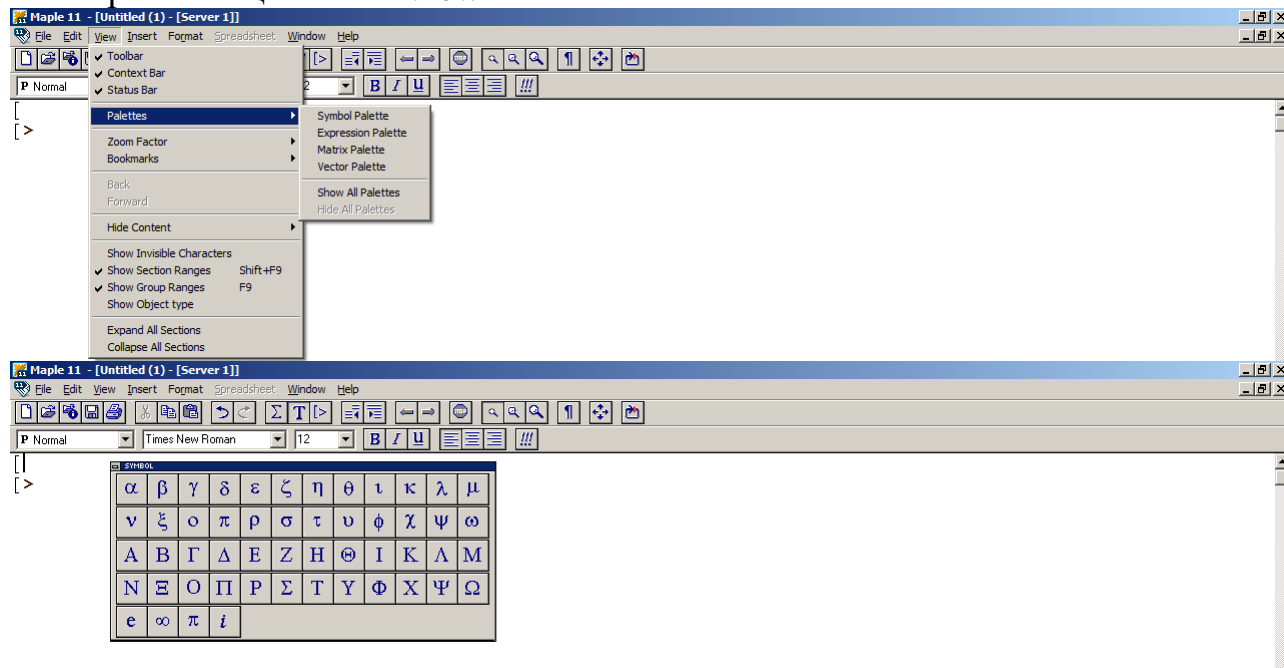 Maple 11 - [Untitled (1) - [Server 1]]
File Edit View Insert Format Spreadsheet Window Help
P Normal
B I U !!!
Toolbar
Context Bar
Status Bar
Palettes
Zoom Factor
Bookmarks
Back
Forward
Hide Content
Show Invisible Characters
Show Section Ranges Shift+F9
Show Group Ranges F9
Show Object type
Expand All Sections
Collapse All Sections
Symbol Palette
Expression Palette
Matrix Palette
Vector Palette
Show All Palettes
Hide All Palettes
[
[ >
Maple 11 - [Untitled (1) - [Server 1]]
File Edit View Insert Format Spreadsheet Window Help
Σ T [>
P Normal Times New Roman 12 B I U !!!
[
[ >
SYMBOL
α β γ δ ε ζ η θ ι κ λ μ
ν ξ ο π ρ σ τ υ ϕ χ ψ ω
Α Β Γ Δ Ε Ζ Η Θ Ι Κ Λ Μ
Ν Ξ Ο Π Ρ Σ Τ Υ Φ Χ Ψ Ω
e ∞ π i